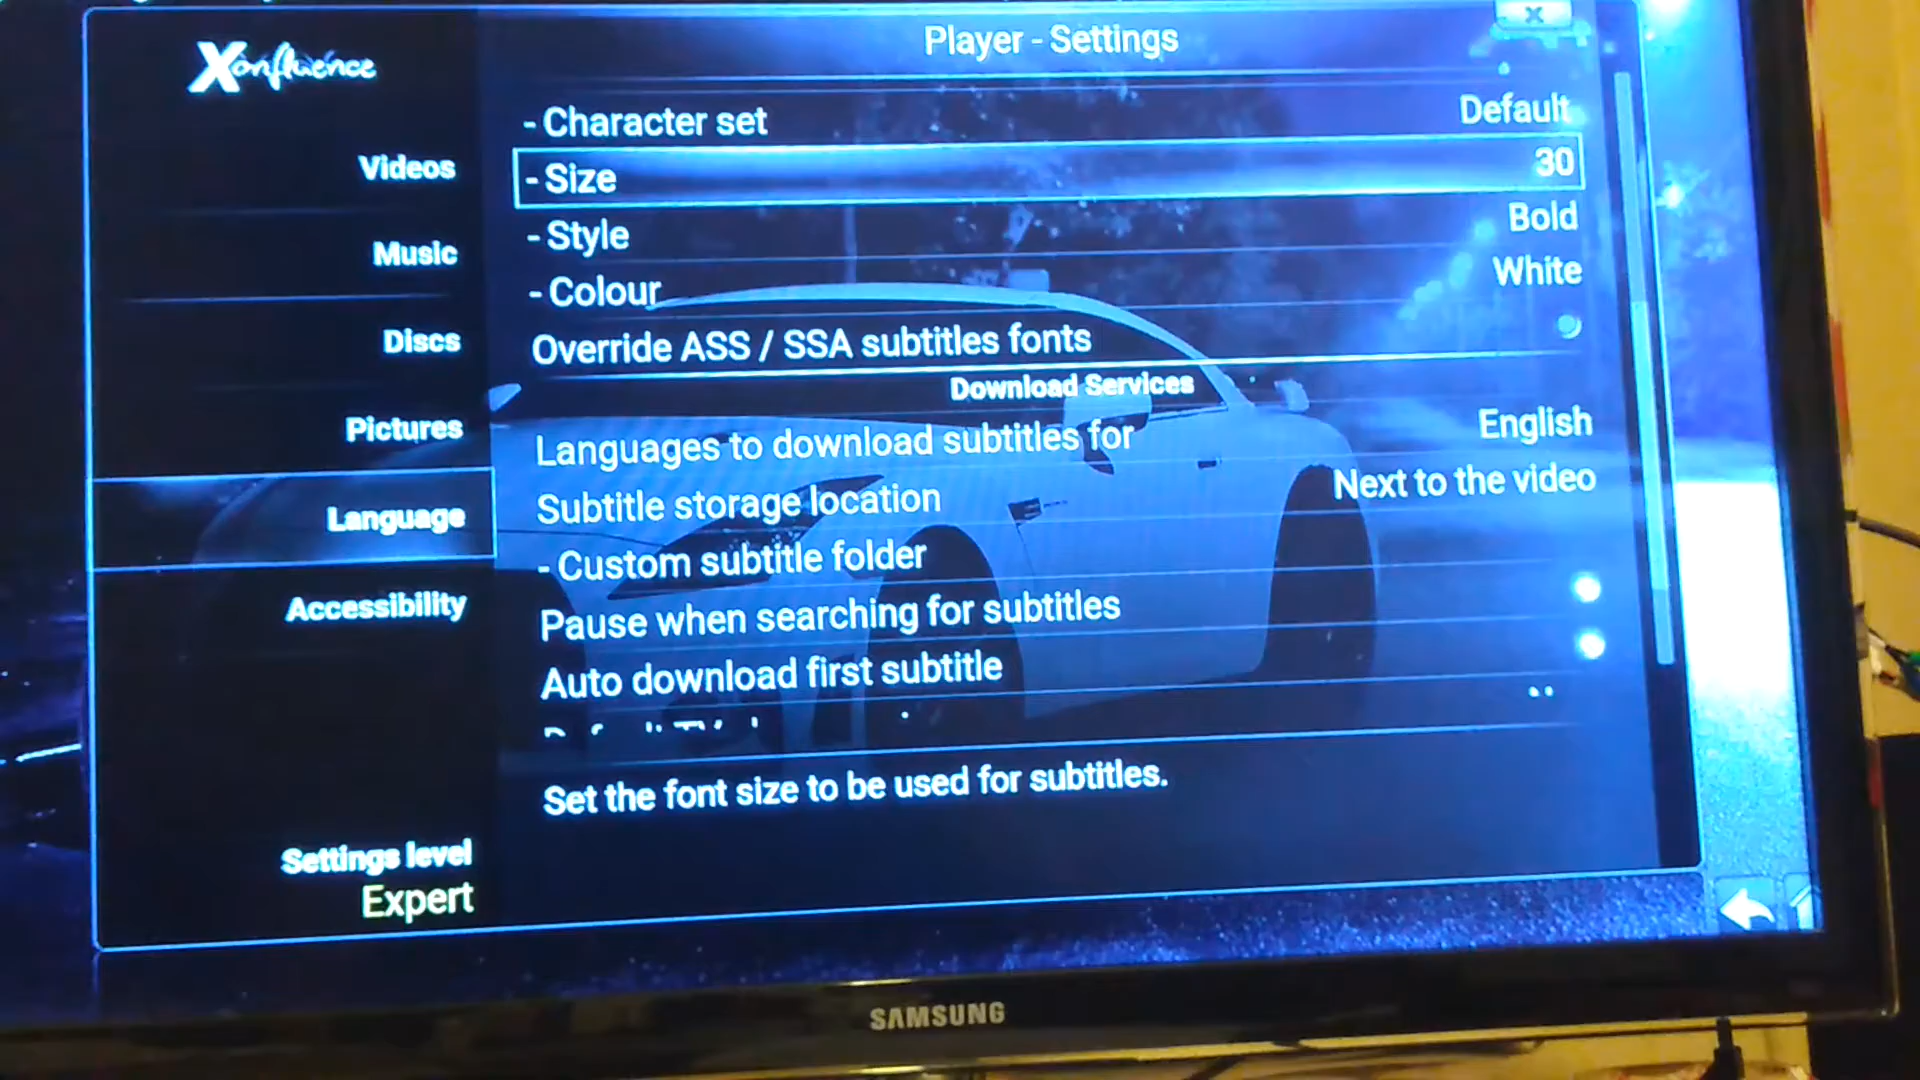 Xonfluence
Player - Settings
Videos
Music
Discs
Pictures
Language
Accessibility
Settings level
Expert
- Character set Default
- Size 30
- Style Bold
- Colour White
Override ASS / SSA subtitles fonts
Download Services
Languages to download subtitles for English
Subtitle storage location Next to the video
- Custom subtitle folder
Pause when searching for subtitles
Auto download first subtitle
Set the font size to be used for subtitles.
SAMSUNG